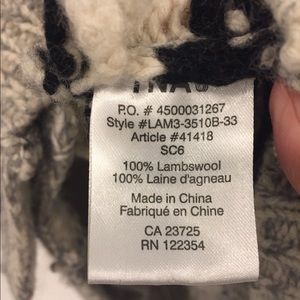 TNA
P.O. # 4500031267
Style #LAM3-3510B-33
Article #41418
SC6
100% Lambswool
100% Laine d'agneau
Made in China
Fabriqué en Chine
CA 23725
RN 122354